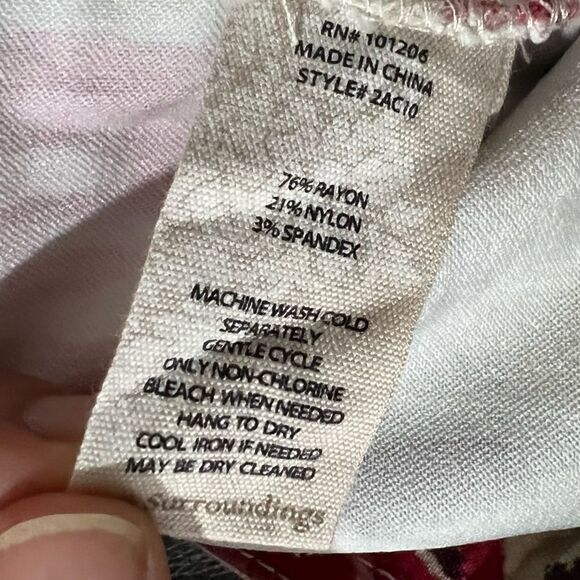 RN# 101206
MADE IN CHINA
STYLE# 2AC10
76% RAYON
21% NYLON
3% SPANDEX
MACHINE WASH COLD
SEPARATELY
GENTLE CYCLE
ONLY NON-CHLORINE
BLEACH WHEN NEEDED
HANG TO DRY
COOL IRON IF NEEDED
MAY BE DRY CLEANED
Surroundings